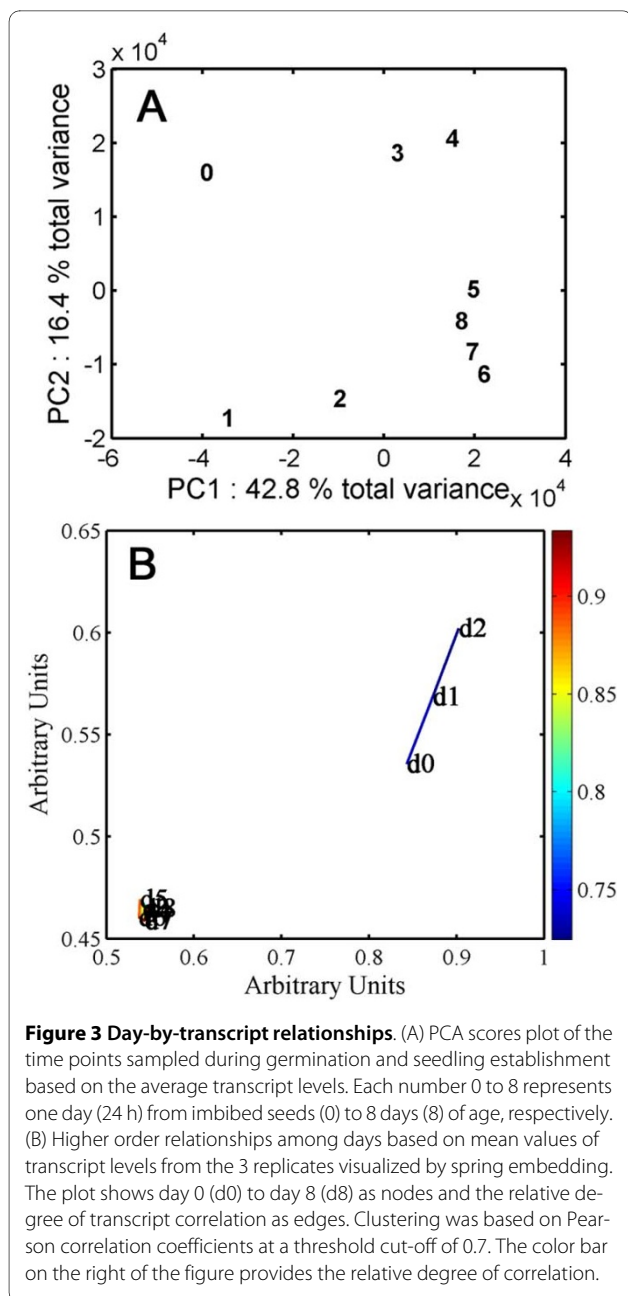 x 10⁴
3
2
1
0
-1
-2
A
0
1
2
3
4
5
8
7
6
-6
-4
-2
0
2
4
PC2 : 16.4 % total variance
PC1 : 42.8 % total variance
x 10⁴
0.65
0.6
0.55
0.5
0.45
B
d2
d1
d0
d5
0.5
0.6
0.7
0.8
0.9
1
Arbitrary Units
Arbitrary Units
0.9
0.85
0.8
0.75
Figure 3 Day-by-transcript relationships. (A) PCA scores plot of the
time points sampled during germination and seedling establishment
based on the average transcript levels. Each number 0 to 8 represents
one day (24 h) from imbibed seeds (0) to 8 days (8) of age, respectively.
(B) Higher order relationships among days based on mean values of
transcript levels from the 3 replicates visualized by spring embedding.
The plot shows day 0 (d0) to day 8 (d8) as nodes and the relative de-
gree of transcript correlation as edges. Clustering was based on Pear-
son correlation coefficients at a threshold cut-off of 0.7. The color bar
on the right of the figure provides the relative degree of correlation.